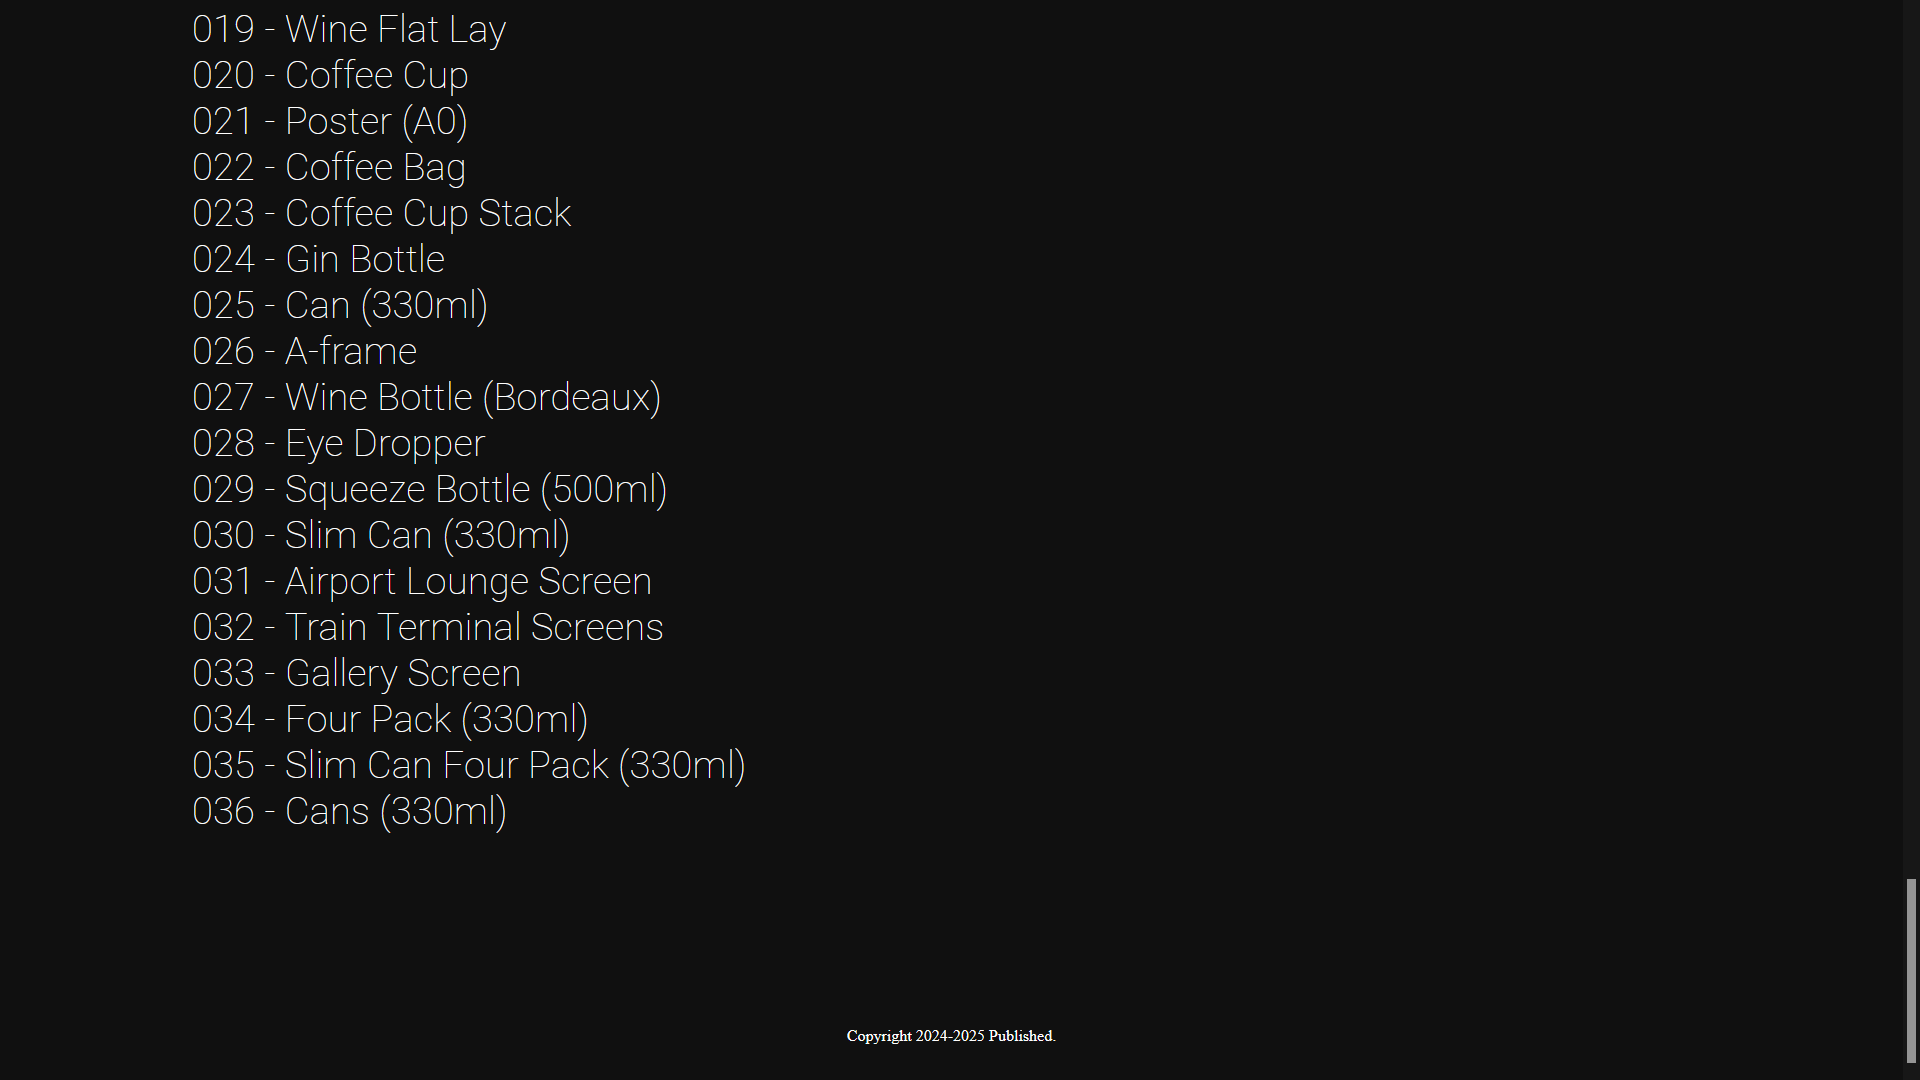 019 - Wine Flat Lay
020 - Coffee Cup
021 - Poster (A0)
022 - Coffee Bag
023 - Coffee Cup Stack
024 - Gin Bottle
025 - Can (330ml)
026 - A-frame
027 - Wine Bottle (Bordeaux)
028 - Eye Dropper
029 - Squeeze Bottle (500ml)
030 - Slim Can (330ml)
031 - Airport Lounge Screen
032 - Train Terminal Screens
033 - Gallery Screen
034 - Four Pack (330ml)
035 - Slim Can Four Pack (330ml)
036 - Cans (330ml)
Copyright 2024-2025 Published.